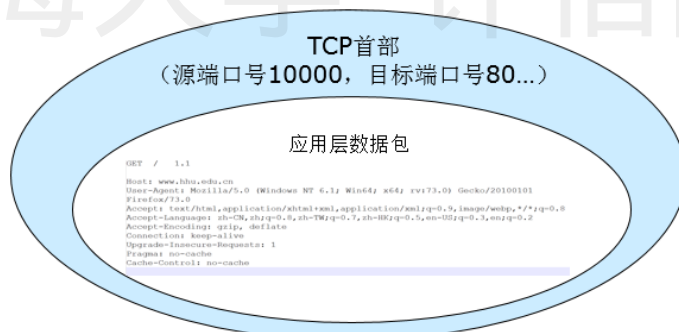 TCP首部
（源端口号10000，目标端口号80…）
应用层数据包
GET / 1.1
Host: www.hhu.edu.cn
User-Agent: Mozilla/5.0 (Windows NT 6.1; Win64; x64; rv:73.0) Gecko/20100101
Firefox/73.0
Accept: text/html,application/xhtml+xml,application/xml;q=0.9,image/webp,*/*;q=0.8
Accept-Language: zh-CN,zh;q=0.8,zh-TW;q=0.7,zh-HK;q=0.5,en-US;q=0.3,en;q=0.2
Accept-Encoding: gzip, deflate
Connection: keep-alive
Upgrade-Insecure-Requests: 1
Pragma: no-cache
Cache-Control: no-cache